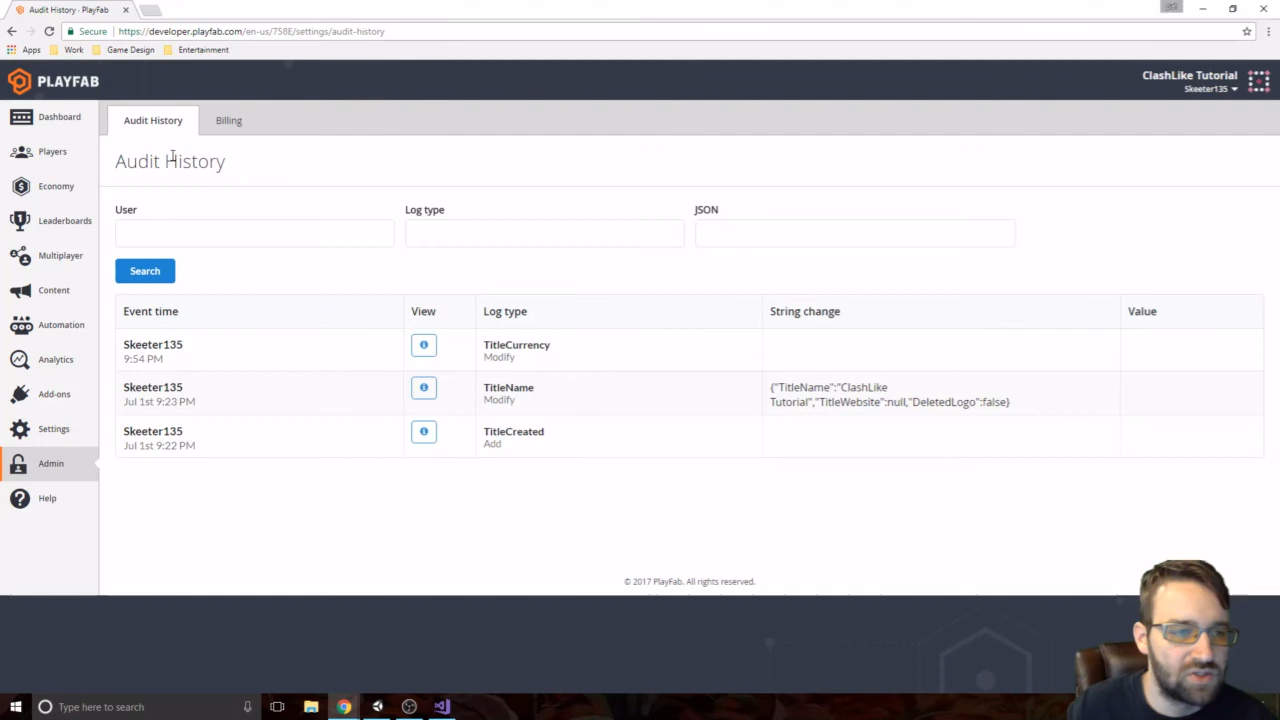 Audit History · PlayFab
Secure https://developer.playfab.com/en-us/758E/settings/audit-history
Apps Work Game Design Entertainment
PLAYFAB
ClashLike Tutorial
Skeeter135
Dashboard
Players
Economy
Leaderboards
Multiplayer
Content
Automation
Analytics
Add-ons
Settings
Admin
Help
Audit History Billing
Audit History
User Log type JSON
Search
Event time View Log type String change Value
Skeeter135 TitleCurrency
9:54 PM Modify
Skeeter135 TitleName {"TitleName":"ClashLike
Jul 1st 9:23 PM Modify Tutorial","TitleWebsite":null,"DeletedLogo":false}
Skeeter135 TitleCreated
Jul 1st 9:22 PM Add
© 2017 PlayFab. All rights reserved.
Type here to search